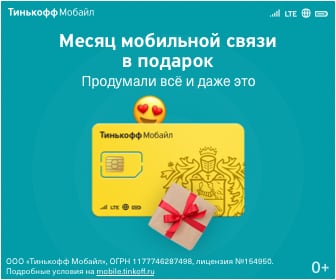 Тинькофф Мобайл
LTE
Месяц мобильной связи
в подарок
Продумали всё и даже это
Тинькофф Мобайл
LTE
ООО «Тинькофф Мобайл», ОГРН 1177746287498, лицензия №154950.
Подробные условия на mobile.tinkoff.ru
0+